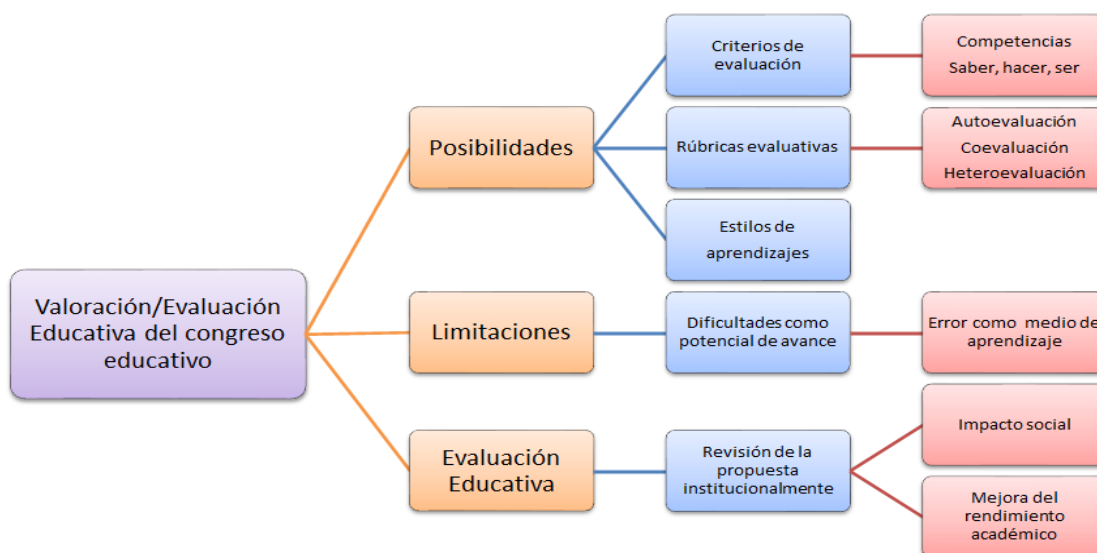 Valoración/Evaluación
Educativa del congreso
educativo
Posibilidades
Criterios de
evaluación
Competencias
Saber, hacer, ser
Rúbricas evaluativas
Autoevaluación
Coevaluación
Heteroevaluación
Estilos de
aprendizajes
Limitaciones
Dificultades como
potencial de avance
Error como medio de
aprendizaje
Evaluación
Educativa
Revisión de la
propuesta
institucionalmente
Impacto social
Mejora del
rendimiento
académico